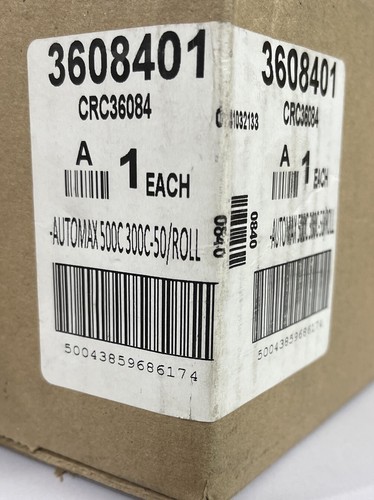 3608401
CRC36084
A 1 EACH
-AUTOMAX 500C 300C-50/ROLL
50043859686174
0840
0840
3608401
CRC36084
A 1 EACH
-AUTOMAX 500C 300C-50/ROLL
50043859686174